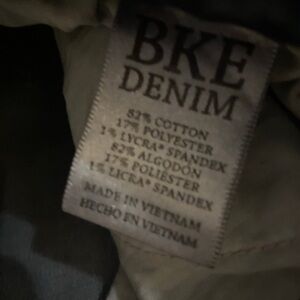 BKE
DENIM
82% COTTON
17% POLYESTER
1% LYCRA* SPANDEX
82% ALGODÓN
17% POLIÉSTER
1% LICRA* SPANDEX
MADE IN VIETNAM
HECHO EN VIETNAM